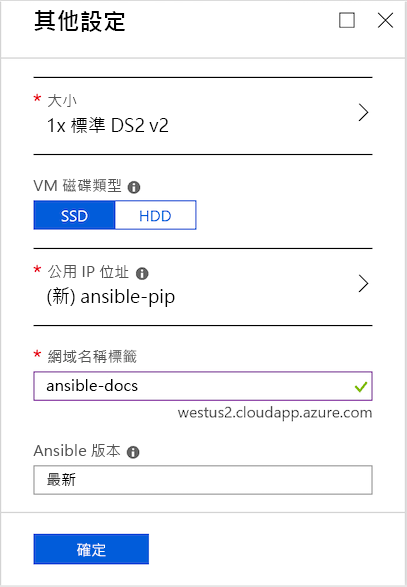 其他設定
* 大小
1x 標準 DS2 v2
VM 磁碟類型
SSD HDD
* 公用 IP 位址
(新) ansible-pip
* 網域名稱標籤
ansible-docs
westus2.cloudapp.azure.com
Ansible 版本
最新
確定